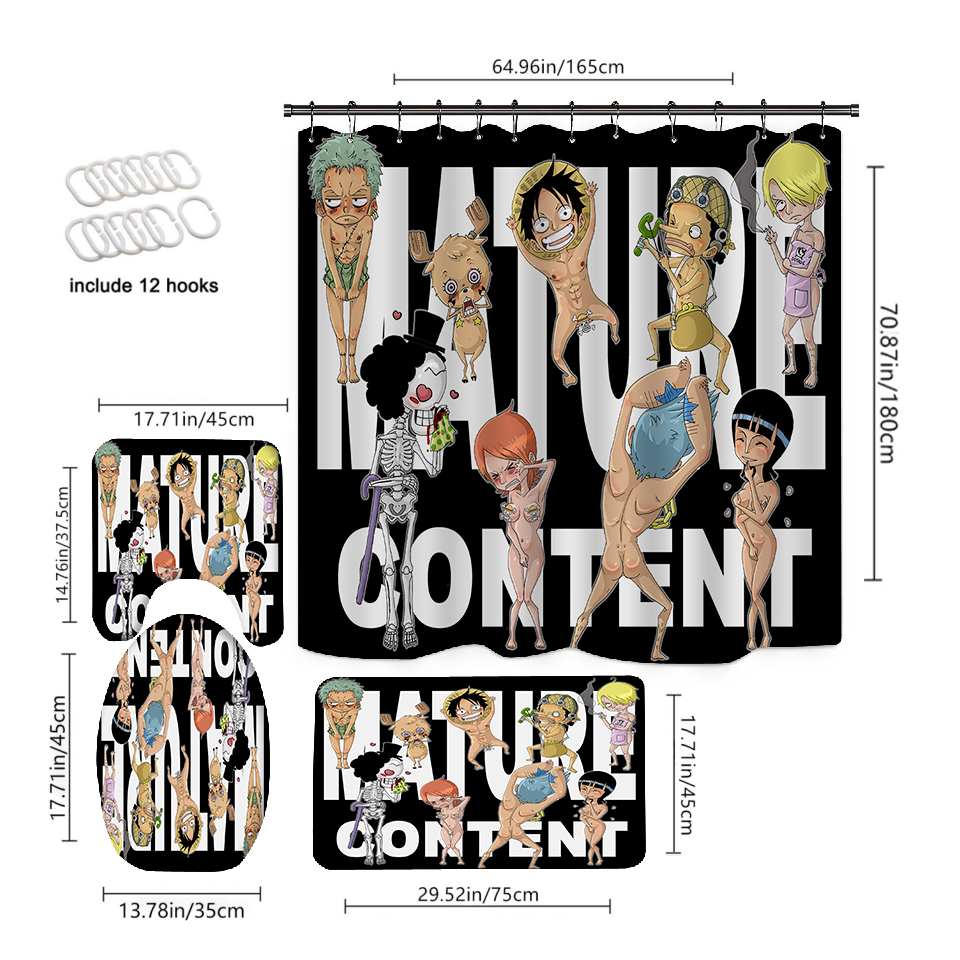 64.96in/165cm
include 12 hooks
MATURE
CONTENT
70.87in/180cm
17.71in/45cm
14.76in/37.5cm
MATURE
CONTENT
17.71in/45cm
MATURE
CONTENT
13.78in/35cm
MATURE
CONTENT
17.71in/45cm
29.52in/75cm